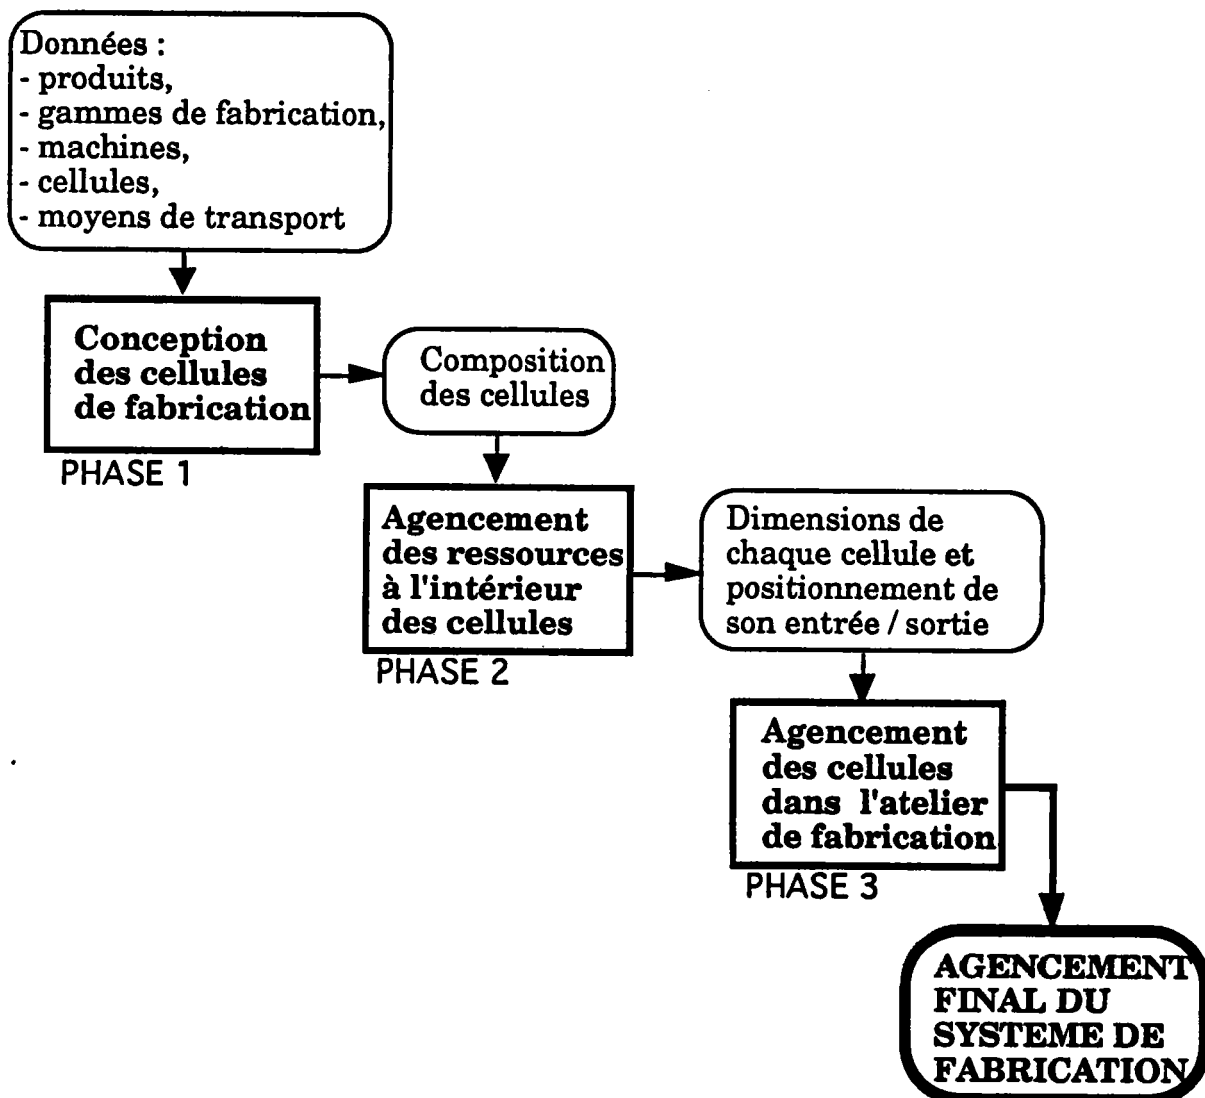 Données :
- produits,
- gammes de fabrication,
- machines,
- cellules,
- moyens de transport
Conception
des cellules
de fabrication
PHASE 1
Composition
des cellules
Agencement
des ressources
à l'intérieur
des cellules
PHASE 2
Dimensions de
chaque cellule et
positionnement de
son entrée / sortie
Agencement
des cellules
dans l'atelier
de fabrication
PHASE 3
AGENCEMENT
FINAL DU
SYSTEME DE
FABRICATION